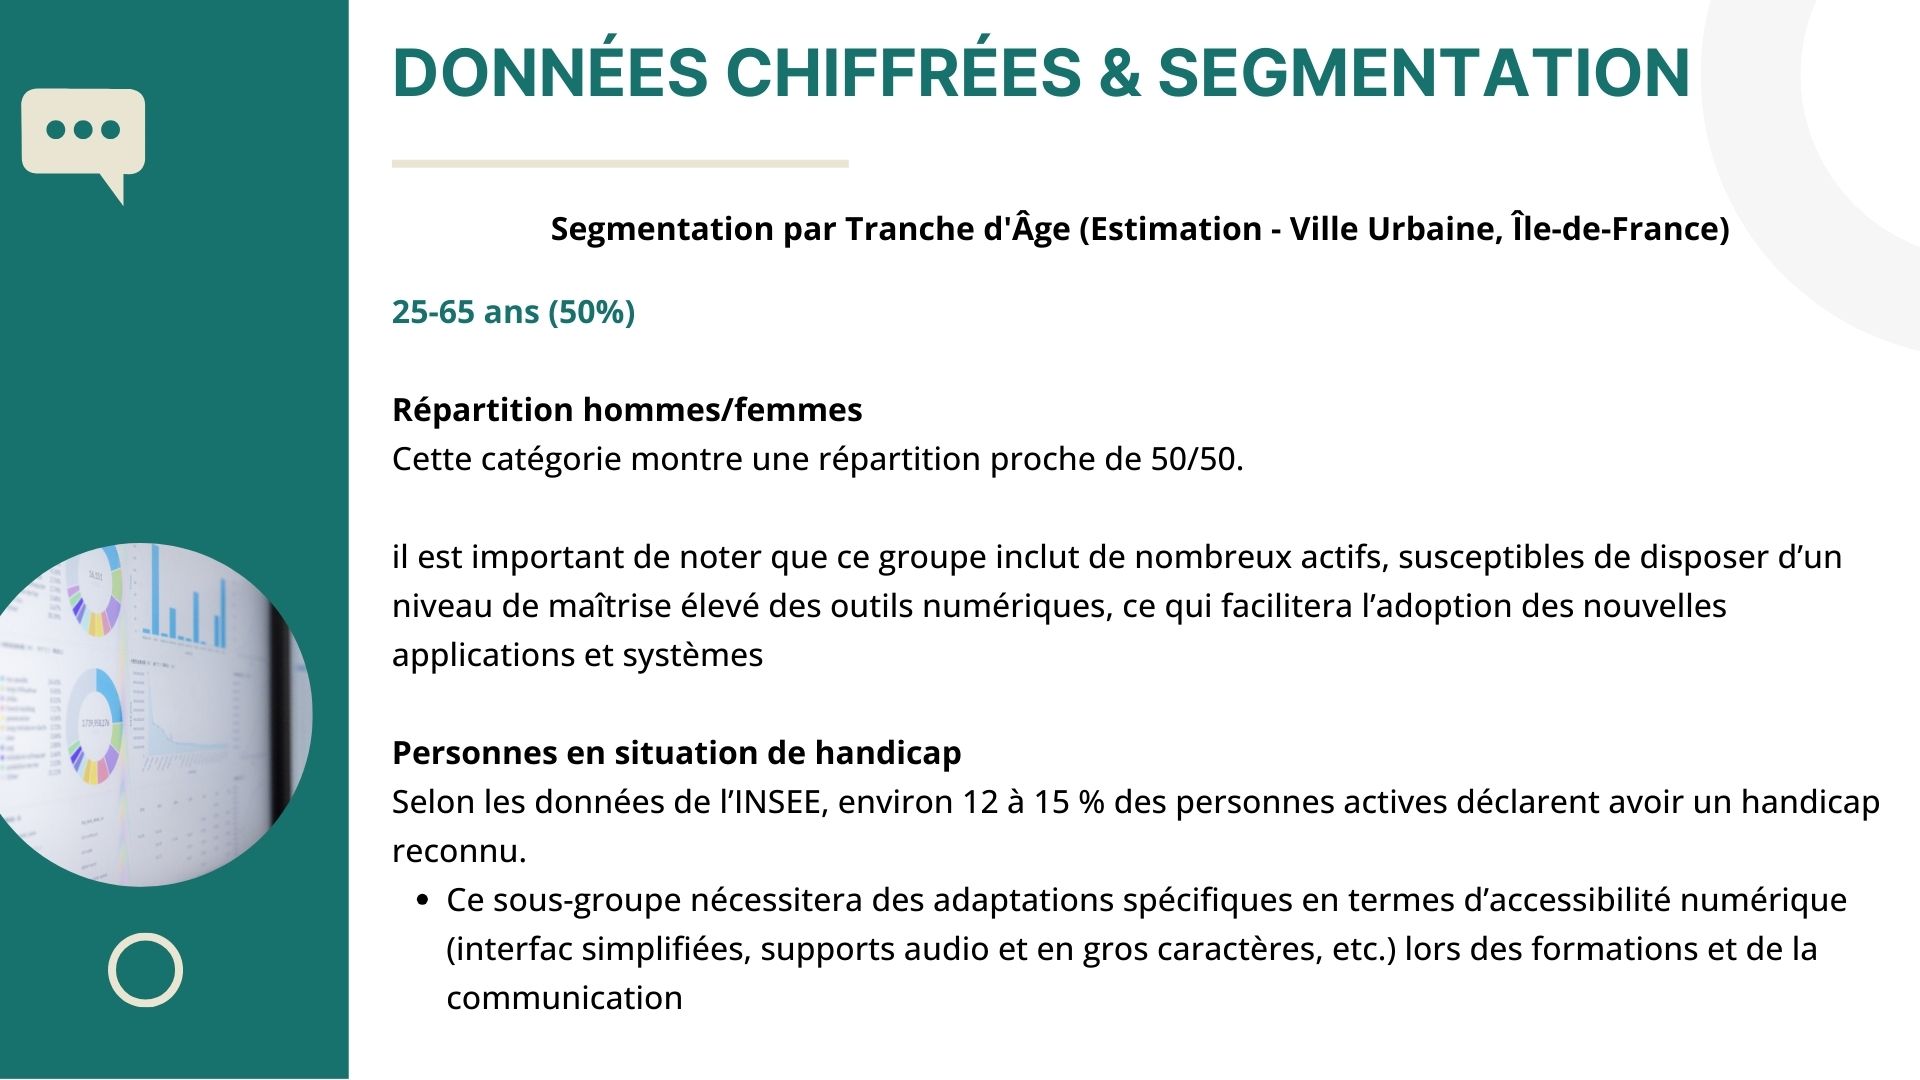 DONNÉES CHIFFRÉES & SEGMENTATION
Segmentation par Tranche d'Âge (Estimation - Ville Urbaine, Île-de-France)
25-65 ans (50%)
Répartition hommes/femmes
Cette catégorie montre une répartition proche de 50/50.
il est important de noter que ce groupe inclut de nombreux actifs, susceptibles de disposer d’un
niveau de maîtrise élevé des outils numériques, ce qui facilitera l’adoption des nouvelles
applications et systèmes
Personnes en situation de handicap
Selon les données de l’INSEE, environ 12 à 15 % des personnes actives déclarent avoir un handicap
reconnu.
• Ce sous-groupe nécessitera des adaptations spécifiques en termes d’accessibilité numérique
(interfac simplifiées, supports audio et en gros caractères, etc.) lors des formations et de la
communication